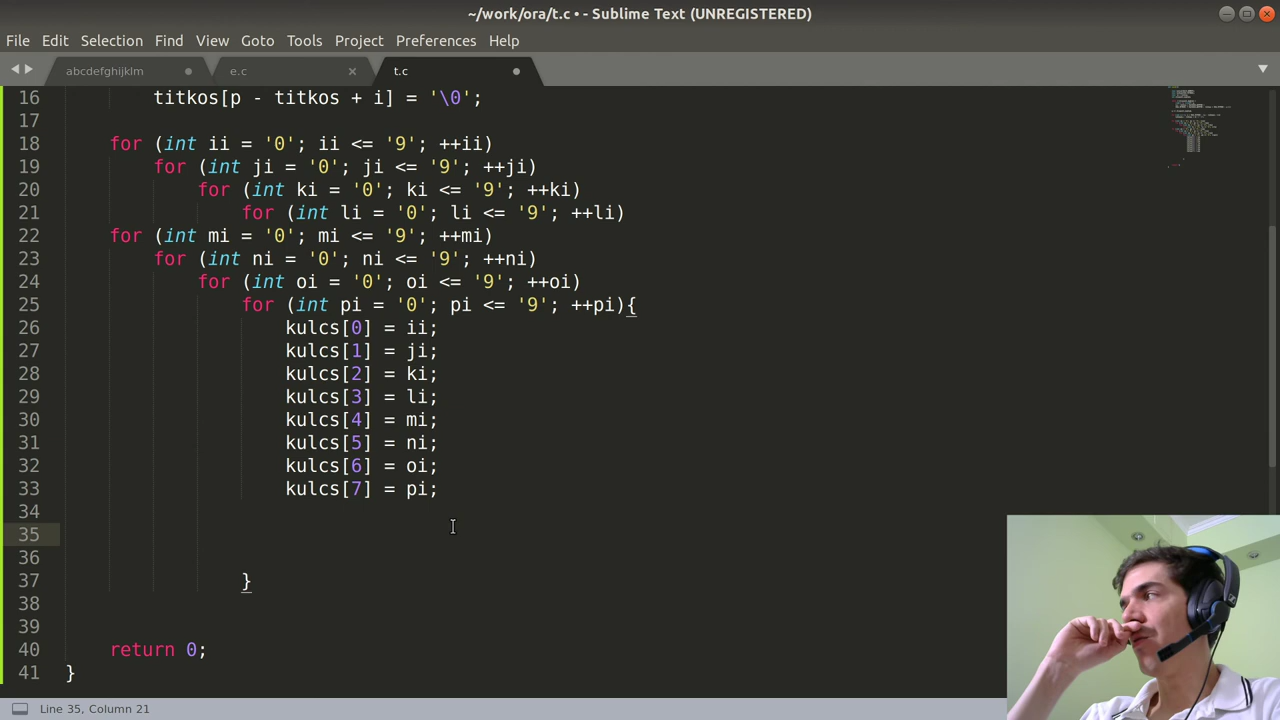 ~/work/ora/t.c • - Sublime Text (UNREGISTERED)
File Edit Selection Find View Goto Tools Project Preferences Help
abcdefghijklm e.c t.c
16 titkos[p - titkos + i] = '\0';
17
18 for (int ii = '0'; ii <= '9'; ++ii)
19 for (int ji = '0'; ji <= '9'; ++ji)
20 for (int ki = '0'; ki <= '9'; ++ki)
21 for (int li = '0'; li <= '9'; ++li)
22 for (int mi = '0'; mi <= '9'; ++mi)
23 for (int ni = '0'; ni <= '9'; ++ni)
24 for (int oi = '0'; oi <= '9'; ++oi)
25 for (int pi = '0'; pi <= '9'; ++pi){
26 kulcs[0] = ii;
27 kulcs[1] = ji;
28 kulcs[2] = ki;
29 kulcs[3] = li;
30 kulcs[4] = mi;
31 kulcs[5] = ni;
32 kulcs[6] = oi;
33 kulcs[7] = pi;
34
35
36
37 }
38
39
40 return 0;
41 }
Line 35, Column 21